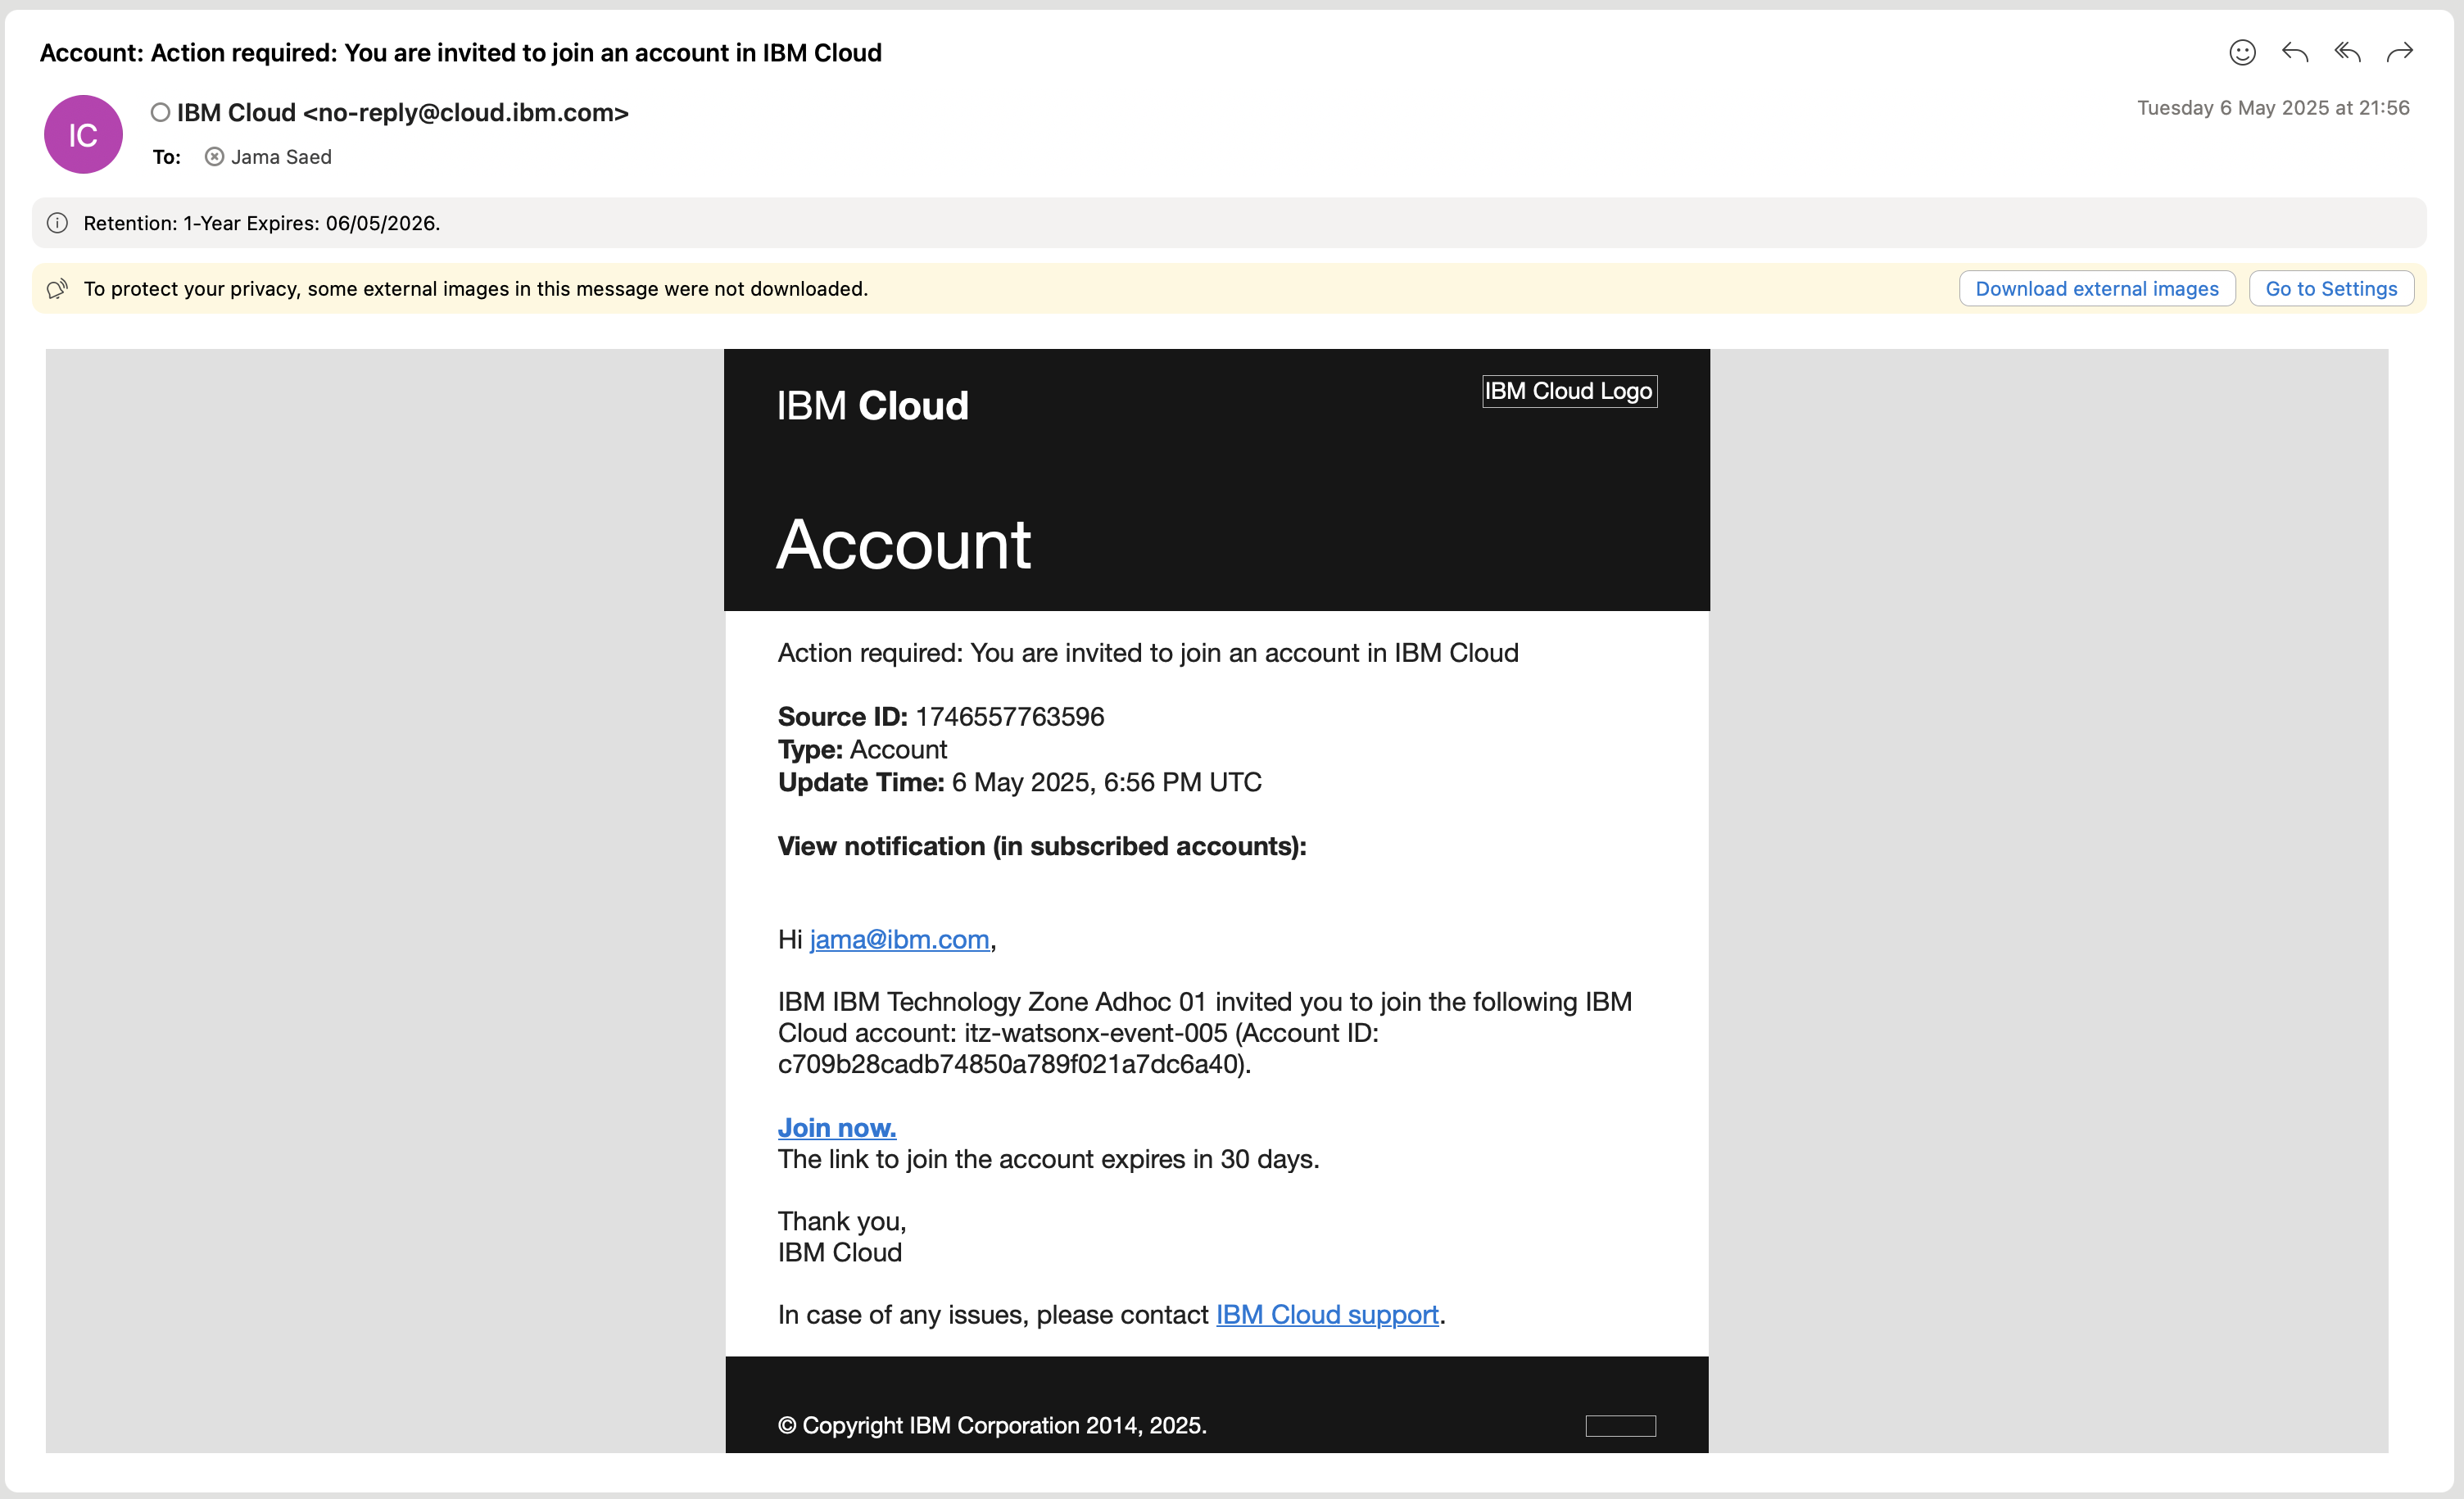 Account: Action required: You are invited to join an account in IBM Cloud
IC
IBM Cloud <no-reply@cloud.ibm.com>
Tuesday 6 May 2025 at 21:56
To: Jama Saed
Retention: 1-Year Expires: 06/05/2026.
To protect your privacy, some external images in this message were not downloaded.
Download external images
Go to Settings
IBM Cloud
IBM Cloud Logo
Account
Action required: You are invited to join an account in IBM Cloud
Source ID: 1746557763596
Type: Account
Update Time: 6 May 2025, 6:56 PM UTC
View notification (in subscribed accounts):
Hi jama@ibm.com,
IBM IBM Technology Zone Adhoc 01 invited you to join the following IBM
Cloud account: itz-watsonx-event-005 (Account ID:
c709b28cadb74850a789f021a7dc6a40).
Join now.
The link to join the account expires in 30 days.
Thank you,
IBM Cloud
In case of any issues, please contact IBM Cloud support.
© Copyright IBM Corporation 2014, 2025.